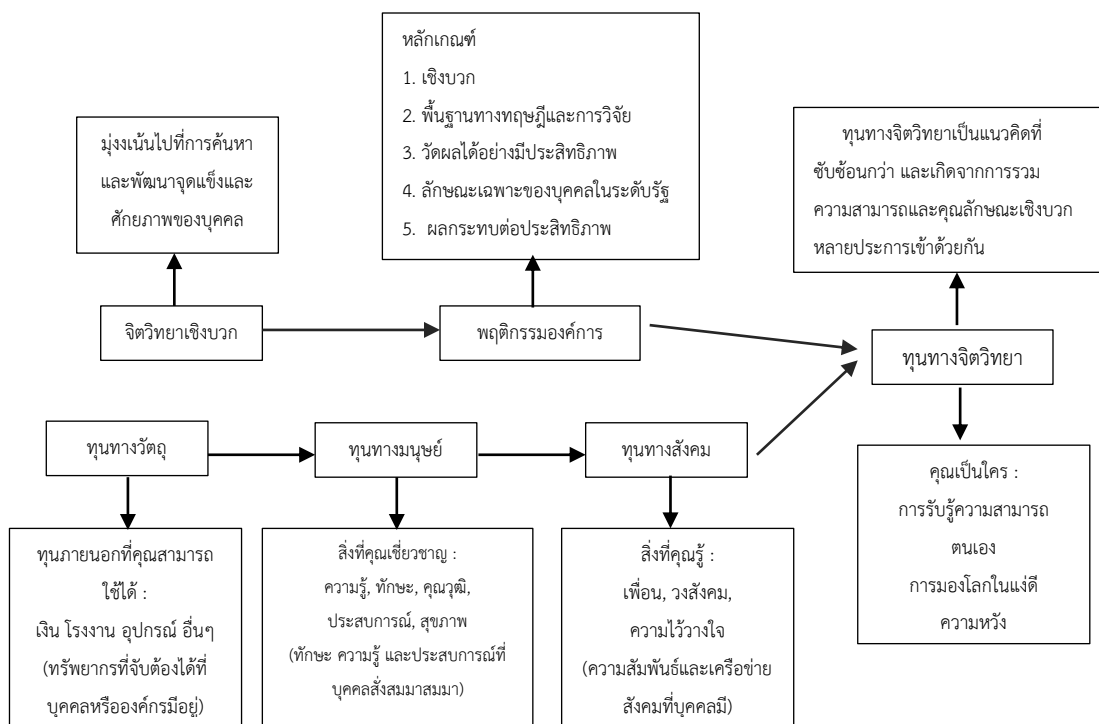 หลักเกณฑ์
1. เชิงบวก
2. พื้นฐานทางทฤษฎีและการวิจัย
3. วัดผลได้อย่างมีประสิทธิภาพ
4. ลักษณะเฉพาะของบุคคลในระดับรัฐ
5. ผลกระทบต่อประสิทธิภาพ
มุ่งงเน้นไปที่การค้นหา
และพัฒนาจุดแข็งและ
ศักยภาพของบุคคล
ทุนทางจิตวิทยาเป็นแนวคิดที่
ซับซ้อนกว่า และเกิดจากการรวม
ความสามารถและคุณลักษณะเชิงบวก
หลายประการเข้าด้วยกัน
จิตวิทยาเชิงบวก
พฤติกรรมองค์การ
ทุนทางจิตวิทยา
ทุนทางวัตถุ
ทุนทางมนุษย์
ทุนทางสังคม
ทุนภายนอกที่คุณสามารถ
ใช้ได้ :
เงิน โรงงาน อุปกรณ์ อื่นๆ
(ทรัพยากรที่จับต้องได้ที่
บุคคลหรือองค์กรมีอยู่)
สิ่งที่คุณเชี่ยวชาญ :
ความรู้, ทักษะ, คุณวุฒิ,
ประสบการณ์, สุขภาพ
(ทักษะ ความรู้ และประสบการณ์ที่
บุคคลสั่งสมมาสมมา)
สิ่งที่คุณรู้ :
เพื่อน, วงสังคม,
ความไว้วางใจ
(ความสัมพันธ์และเครือข่าย
สังคมที่บุคคลมี)
คุณเป็นใคร :
การรับรู้ความสามารถ
ตนเอง
การมองโลกในแง่ดี
ความหวัง